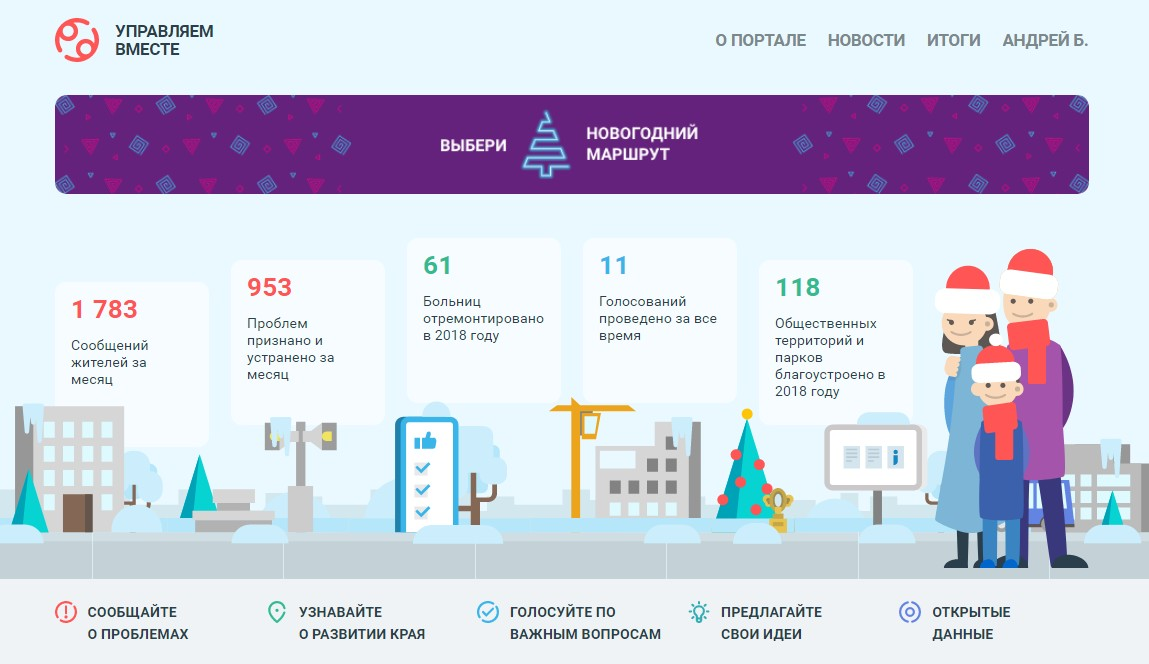 УПРАВЛЯЕМ
ВМЕСТЕ
О ПОРТАЛЕ НОВОСТИ ИТОГИ АНДРЕЙ Б.
ВЫБЕРИ
НОВОГОДНИЙ
МАРШРУТ
1 783
Сообщений
жителей за
месяц
953
Проблем
признано и
устранено за
месяц
61
Больниц
отремонтировано
в 2018 году
11
Голосований
проведено за все
время
118
Общественных
территорий и
парков
благоустроено в
2018 году
СООБЩАЙТЕ
О ПРОБЛЕМАХ
УЗНАВАЙТЕ
О РАЗВИТИИ КРАЯ
ГОЛОСУЙТЕ ПО
ВАЖНЫМ ВОПРОСАМ
ПРЕДЛАГАЙТЕ
СВОИ ИДЕИ
ОТКРЫТЫЕ
ДАННЫЕ